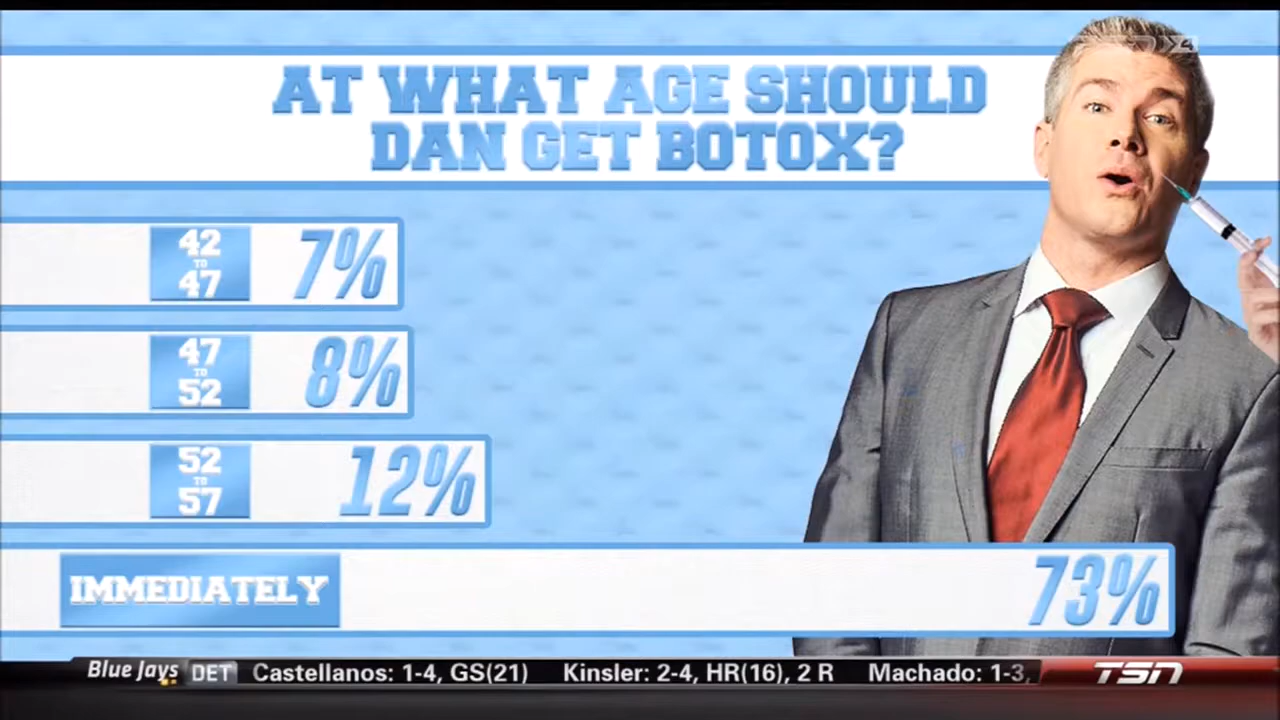 AT WHAT AGE SHOULD
DAN GET BOTOX?
42
TO
47
7%
47
TO
52
8%
52
TO
57
12%
IMMEDIATELY
73%
Blue Jays DET Castellanos: 1-4, GS(21) Kinsler: 2-4, HR(16), 2 R Machado: 1-3, TSN